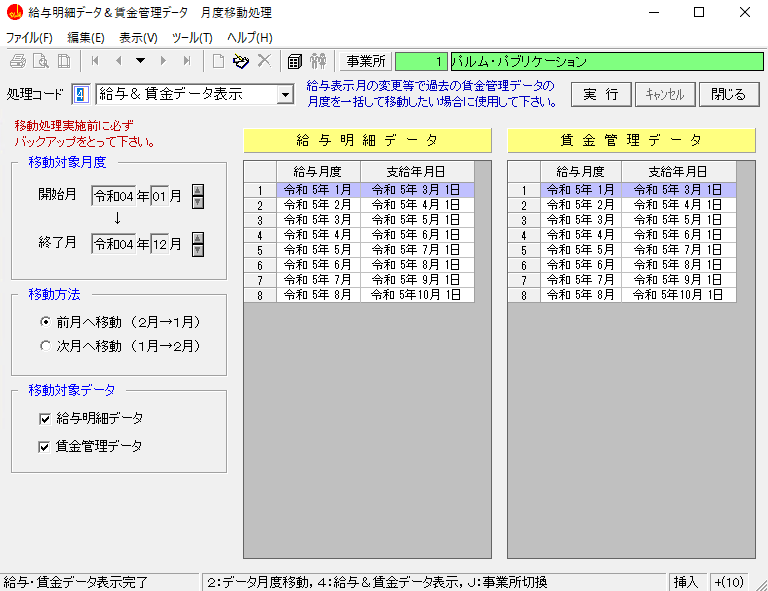 給与明細データ＆賃金管理データ　月度移動処理
ファイル(F)　編集(E)　表示(V)　ツール(T)　ヘルプ(H)
事業所　1　パルム・パブリケーション
処理コード　4　給与＆賃金データ表示　給与表示月の変更等で過去の賃金管理データの
月度を一括して移動したい場合に使用して下さい。　実　行　ｷｬﾝｾﾙ　閉じる
移動処理実施前に必ず
バックアップをとって下さい。
移動対象月度
開始月　令和04 年 01 月
↓
終了月　令和04 年 12 月
移動方法
前月へ移動　（2月→1月）
次月へ移動　（1月→2月）
移動対象データ
給与明細データ
賃金管理データ
給　与　明　細　デ　ー　タ
給与月度　支給年月日
1　令和 5年 1月　令和 5年 3月 1日
2　令和 5年 2月　令和 5年 4月 1日
3　令和 5年 3月　令和 5年 5月 1日
4　令和 5年 4月　令和 5年 6月 1日
5　令和 5年 5月　令和 5年 7月 1日
6　令和 5年 6月　令和 5年 8月 1日
7　令和 5年 7月　令和 5年 9月 1日
8　令和 5年 8月　令和 5年10月 1日
賃　金　管　理　デ　ー　タ
給与月度　支給年月日
1　令和 5年 1月　令和 5年 3月 1日
2　令和 5年 2月　令和 5年 4月 1日
3　令和 5年 3月　令和 5年 5月 1日
4　令和 5年 4月　令和 5年 6月 1日
5　令和 5年 5月　令和 5年 7月 1日
6　令和 5年 6月　令和 5年 8月 1日
7　令和 5年 7月　令和 5年 9月 1日
8　令和 5年 8月　令和 5年10月 1日
給与・賃金データ表示完了　2：データ月度移動，4：給与＆賃金データ表示，J：事業所切換　挿入　+(10)